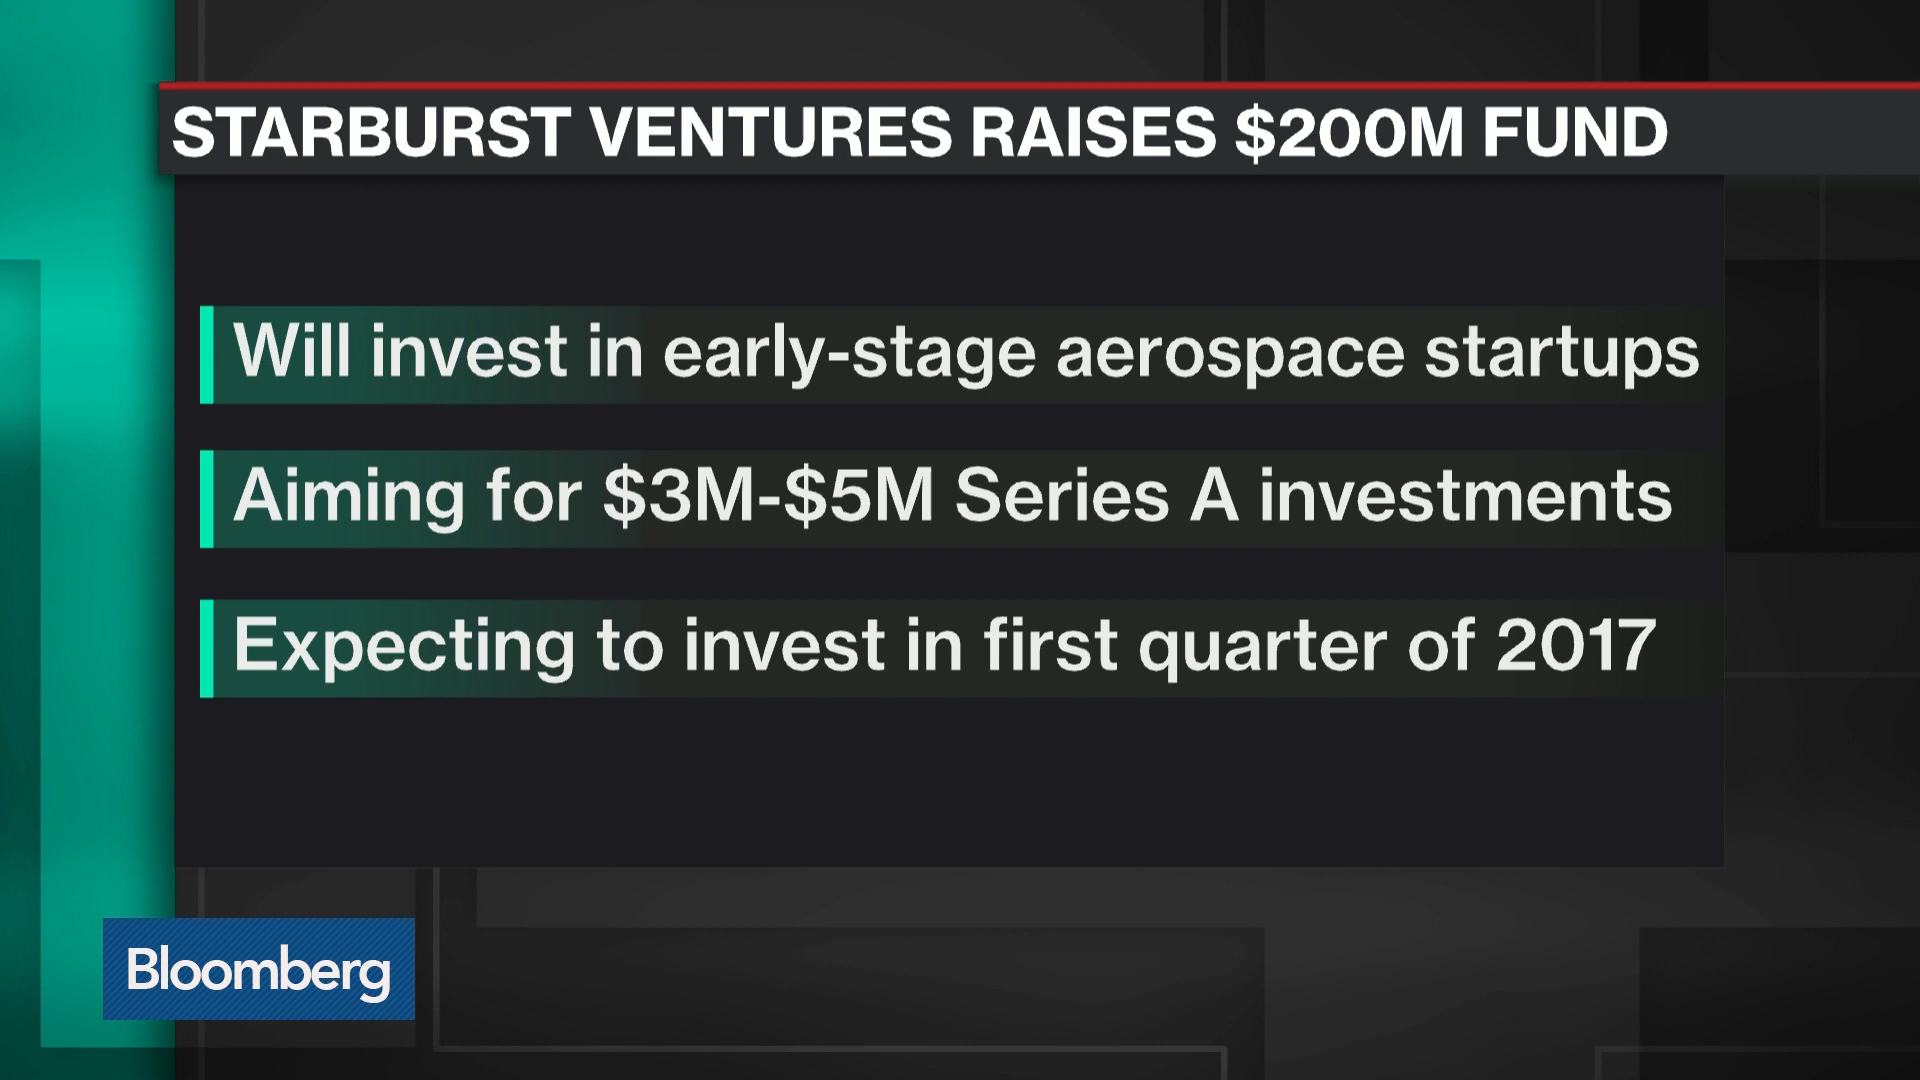 STARBURST VENTURES RAISES $200M FUND
Will invest in early-stage aerospace startups
Aiming for $3M-$5M Series A investments
Expecting to invest in first quarter of 2017
Bloomberg